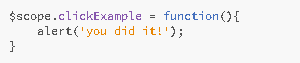 $scope.clickExample = function(){
    alert('you did it!');
}